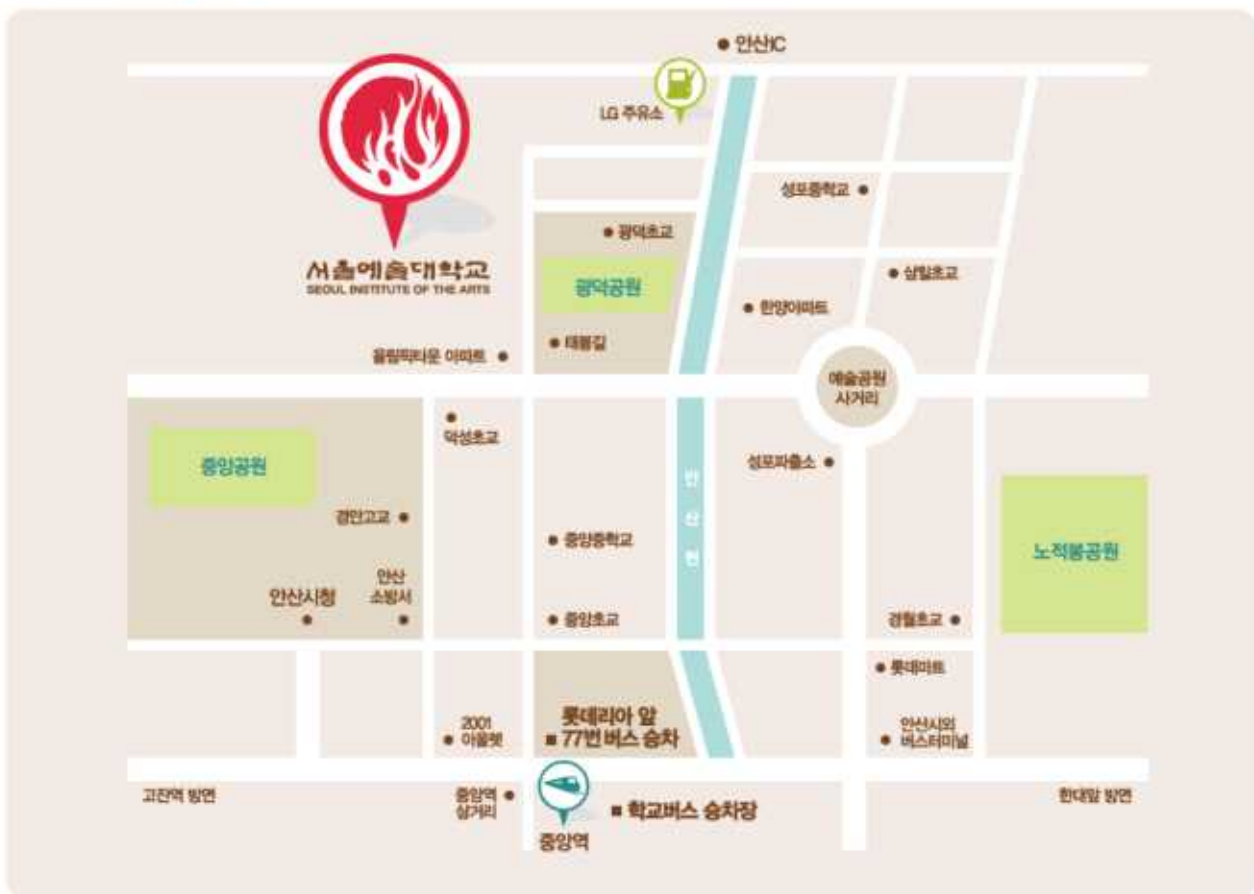 안산IC
LG 주유소
성포중학교
광덕초교
서울예술대학교
SEOUL INSTITUTE OF THE ARTS
삼일초교
광덕공원
한양아파트
태봉길
올림픽타운 아파트
예술공원
사거리
덕성초교
중앙공원
성포파출소
안
산
천
경안고교
중앙중학교
노적봉공원
안산
소방서
안산시청
중앙초교
경월초교
롯데마트
롯데리아 앞
77번 버스 승차
2001
아울렛
안산시외
버스터미널
고잔역 방면
중앙역
삼거리
학교버스 승차장
한대앞 방면
중앙역